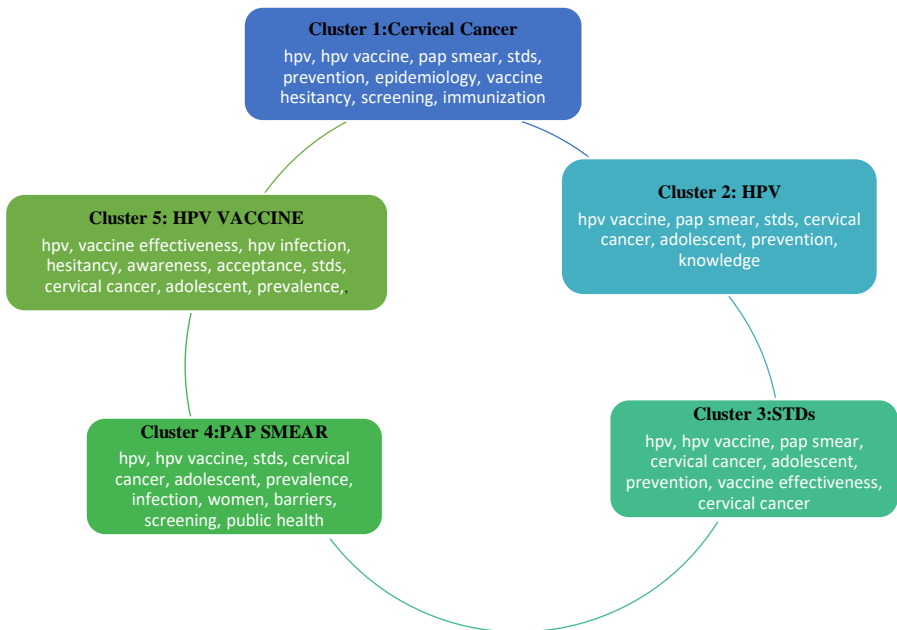 Cluster 1:Cervical Cancer
hpv, hpv vaccine, pap smear, stds,
prevention, epidemiology, vaccine
hesitancy, screening, immunization
Cluster 2: HPV
hpv vaccine, pap smear, stds, cervical
cancer, adolescent, prevention,
knowledge
Cluster 3:STDs
hpv, hpv vaccine, pap smear,
cervical cancer, adolescent,
prevention, vaccine effectiveness,
cervical cancer
Cluster 4:PAP SMEAR
hpv, hpv vaccine, stds, cervical
cancer, adolescent, prevalence,
infection, women, barriers,
screening, public health
Cluster 5: HPV VACCINE
hpv, vaccine effectiveness, hpv infection,
hesitancy, awareness, acceptance, stds,
cervical cancer, adolescent, prevalence,.